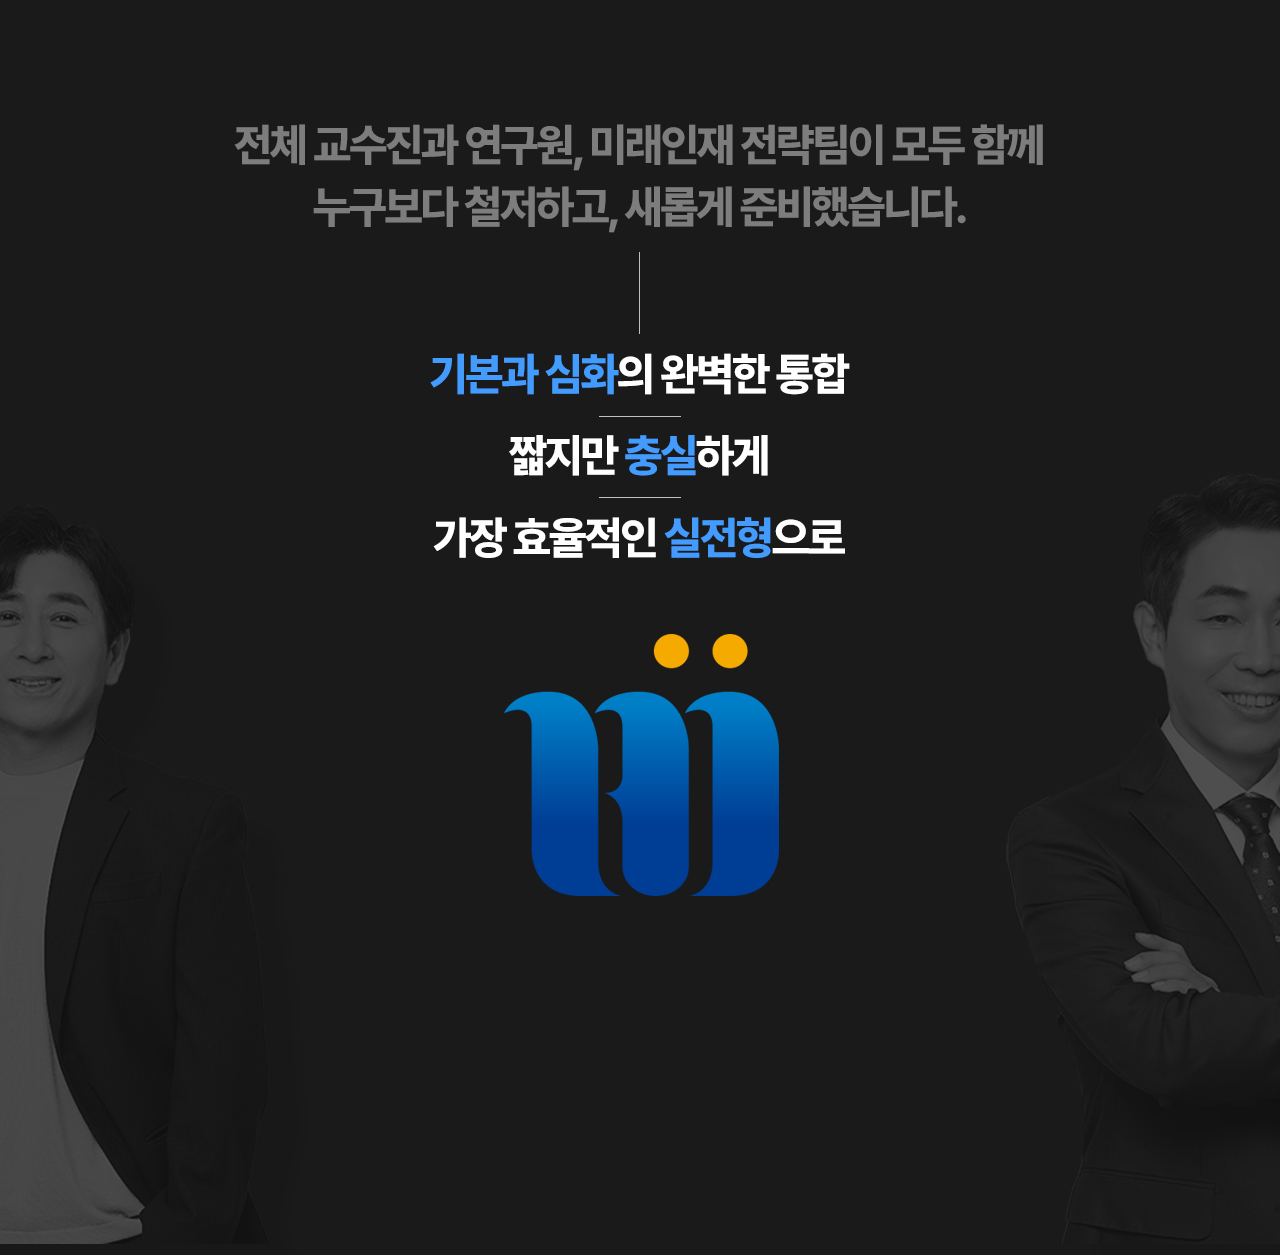 전체 교수진과 연구원, 미래인재 전략팀이 모두 함께
누구보다 철저하고, 새롭게 준비했습니다.
기본과 심화의 완벽한 통합
짧지만 충실하게
가장 효율적인 실전형으로